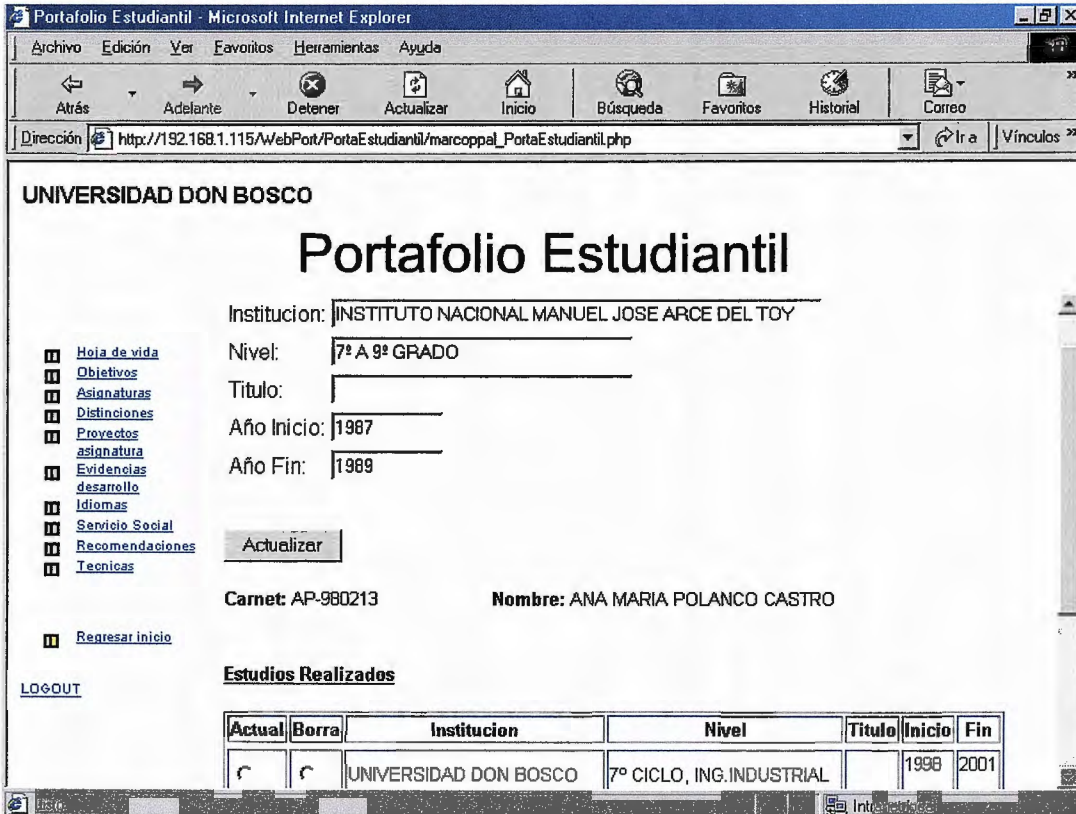 Portafolio Estudiantil - Microsoft Internet Explorer
Archivo Edición Ver Favoritos Herramientas Ayuda
Atrás Adelante Detener Actualizar Inicio Búsqueda Favoritos Historial Correo
Dirección http://192.168.1.115/WebPort/PortaEstudiantil/marcoppal_PortaEstudiantil.php Ir a Vínculos »
UNIVERSIDAD DON BOSCO
Portafolio Estudiantil
Institucion: INSTITUTO NACIONAL MANUEL JOSE ARCE DEL TOY
Nivel: 7º A 9º GRADO
Titulo:
Año Inicio: 1987
Año Fin: 1989
Hoja de vida
Objetivos
Asignaturas
Distinciones
Proyectos
asignatura
Evidencias
desarrollo
Idiomas
Servicio Social
Recomendaciones
Tecnicas
Regresar inicio
LOGOUT
Actualizar
Carnet: AP-980213 Nombre: ANA MARIA POLANCO CASTRO
Estudios Realizados
Actual Borra Institucion Nivel Titulo Inicio Fin
UNIVERSIDAD DON BOSCO 7º CICLO, ING.INDUSTRIAL 1998 2001